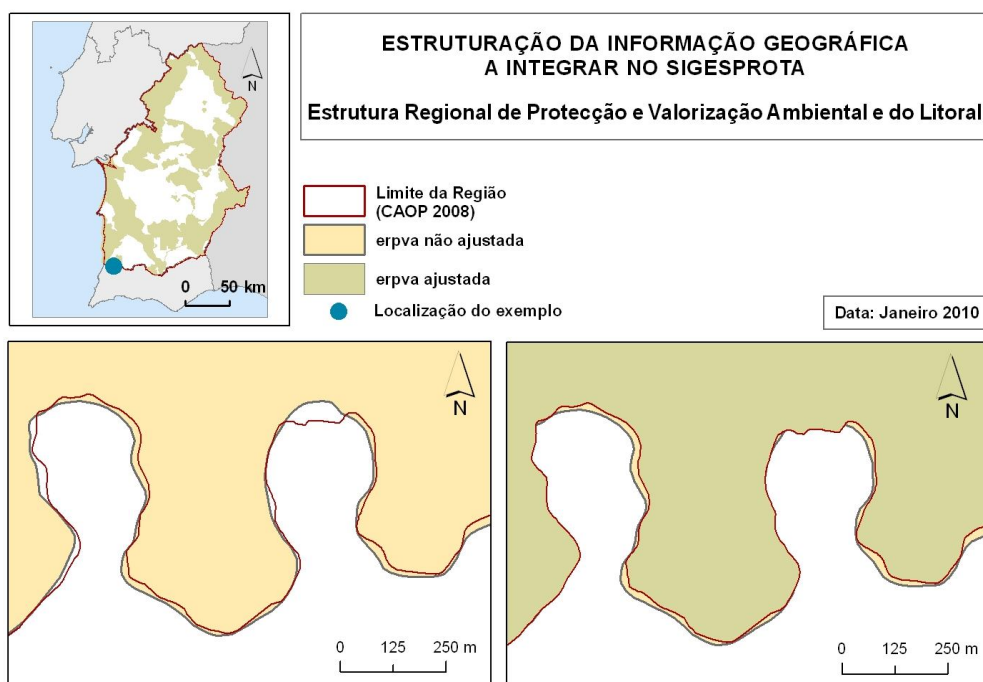 ESTRUTURAÇÃO DA INFORMAÇÃO GEOGRÁFICA
A INTEGRAR NO SIGESPROTA
Estrutura Regional de Protecção e Valorização Ambiental e do Litoral
N
0 50 km
Limite da Região
(CAOP 2008)
erpva não ajustada
erpva ajustada
Localização do exemplo
Data: Janeiro 2010
N
0 125 250 m
N
0 125 250 m